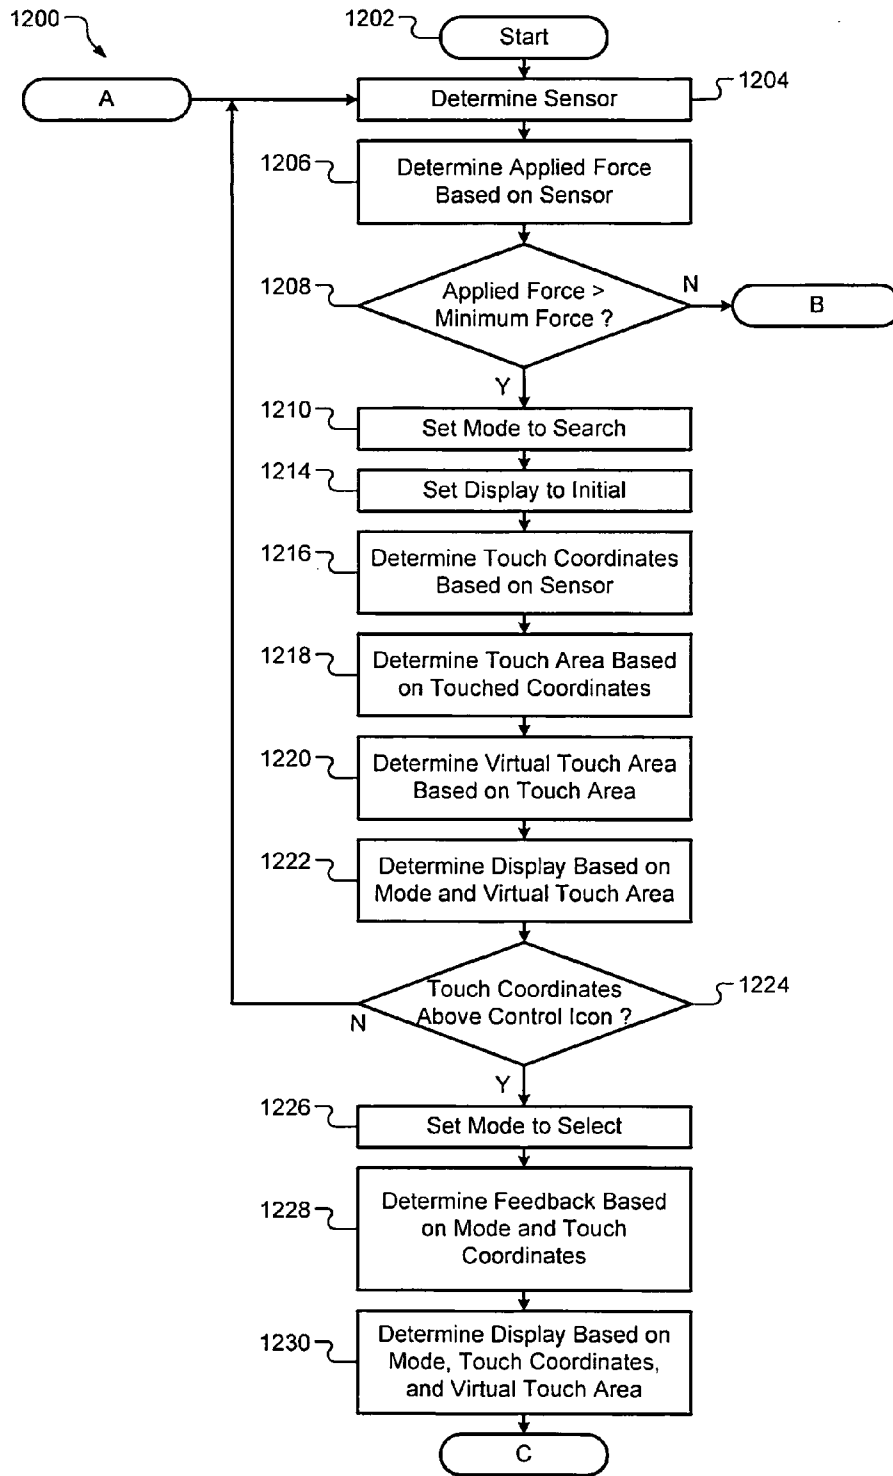 1200
1202
Start
A
Determine Sensor
1204
1206
Determine Applied Force
Based on Sensor
1208
Applied Force >
Minimum Force ?
N
B
Y
1210
Set Mode to Search
1214
Set Display to Initial
1216
Determine Touch Coordinates
Based on Sensor
1218
Determine Touch Area Based
on Touched Coordinates
1220
Determine Virtual Touch Area
Based on Touch Area
1222
Determine Display Based on
Mode and Virtual Touch Area
Touch Coordinates
Above Control Icon ?
1224
N
Y
1226
Set Mode to Select
1228
Determine Feedback Based
on Mode and Touch
Coordinates
1230
Determine Display Based on
Mode, Touch Coordinates,
and Virtual Touch Area
C